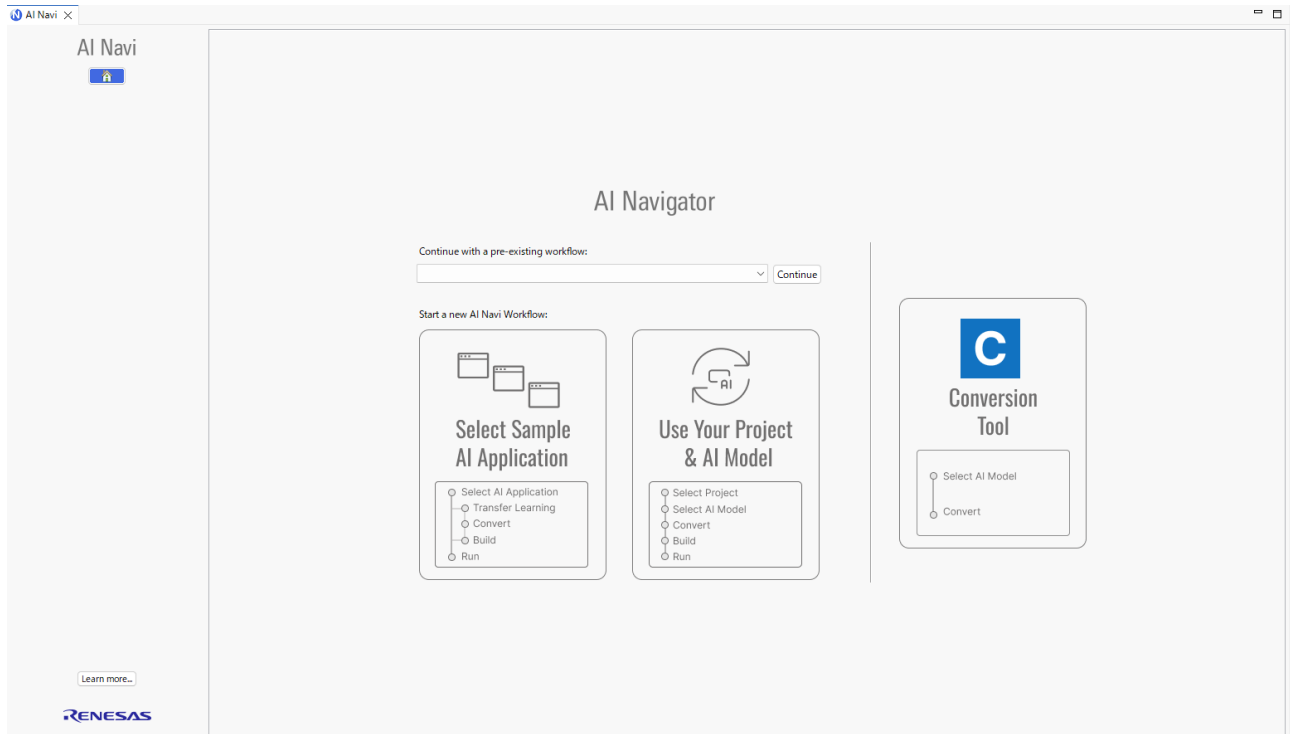 AI Navi
AI Navi
AI Navigator
Continue with a pre-existing workflow:
Continue
Start a new AI Navi Workflow:
Select Sample
AI Application
Select AI Application
Transfer Learning
Convert
Build
Run
AI
Use Your Project
& AI Model
Select Project
Select AI Model
Convert
Build
Run
C
Conversion
Tool
Select AI Model
Convert
Learn more...
RENESAS